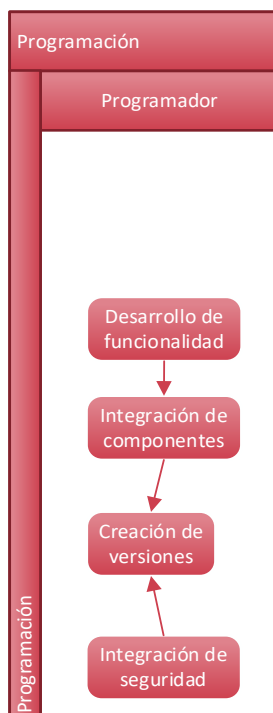 Programación
Programador
Desarrollo de
funcionalidad
Integración de
componentes
Creación de
versiones
Integración de
seguridad
Programación